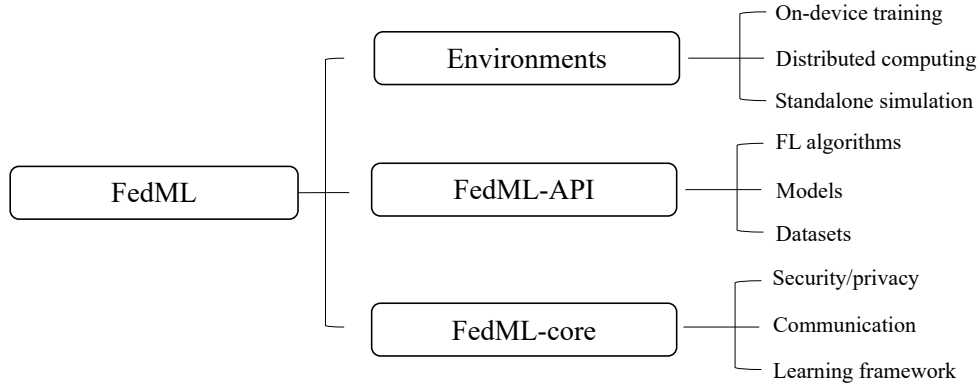 FedML
Environments
On-device training
Distributed computing
Standalone simulation
FedML-API
FL algorithms
Models
Datasets
FedML-core
Security/privacy
Communication
Learning framework